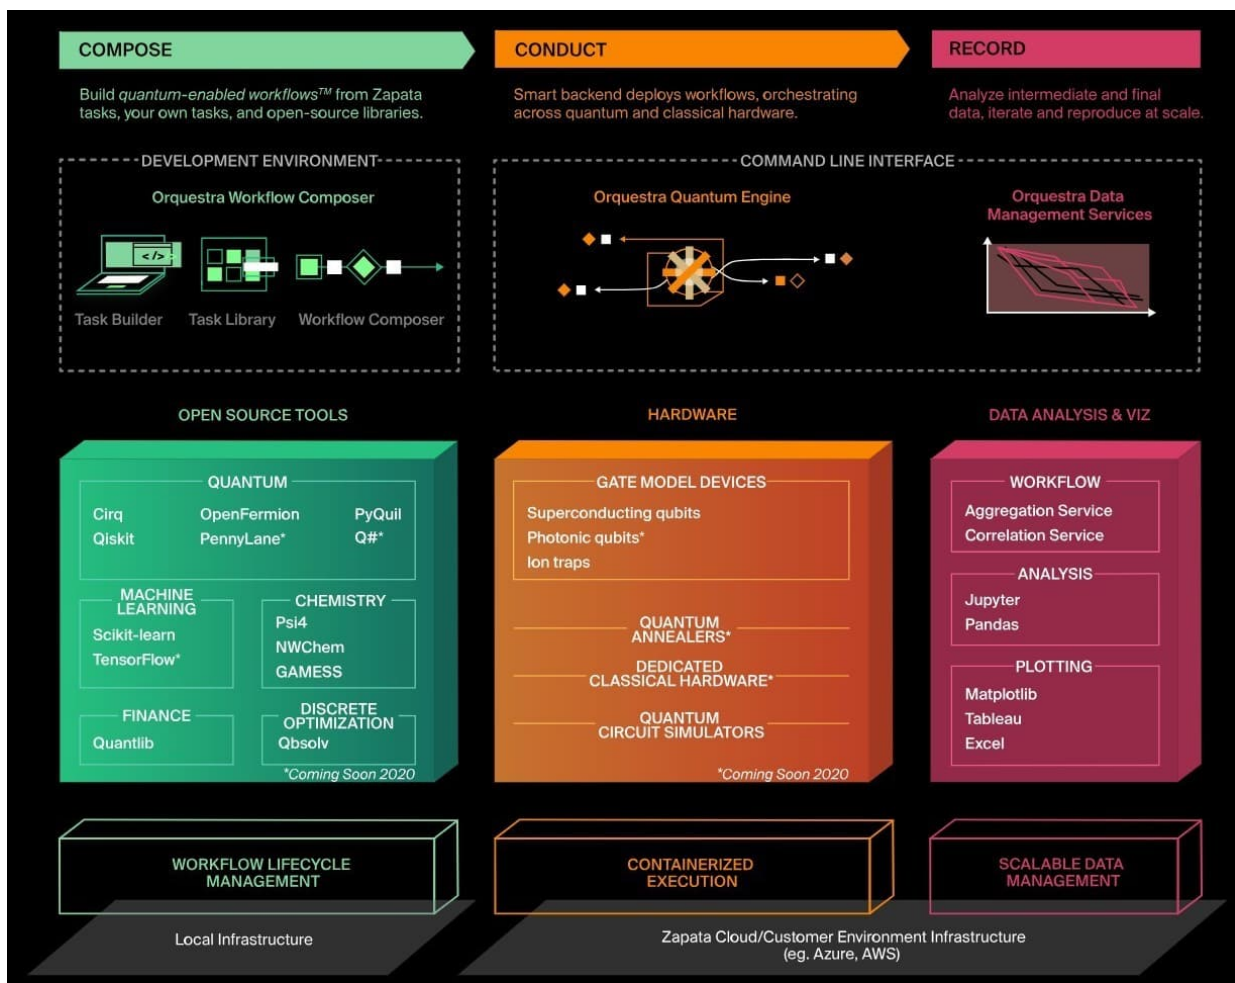 COMPOSE
Build quantum-enabled workflows™ from Zapata
tasks, your own tasks, and open-source libraries.
CONDUCT
Smart backend deploys workflows, orchestrating
across quantum and classical hardware.
RECORD
Analyze intermediate and final
data, iterate and reproduce at scale.
DEVELOPMENT ENVIRONMENT
Orquestra Workflow Composer
</>
Task Builder
Task Library
Workflow Composer
COMMAND LINE INTERFACE
Orquestra Quantum Engine
Orquestra Data
Management Services
OPEN SOURCE TOOLS
QUANTUM
Cirq OpenFermion PyQuil
Qiskit PennyLane* Q#*
MACHINE
LEARNING
Scikit-learn
TensorFlow*
CHEMISTRY
Psi4
NWChem
GAMESS
FINANCE
Quantlib
DISCRETE
OPTIMIZATION
Qbsolv
*Coming Soon 2020
HARDWARE
GATE MODEL DEVICES
Superconducting qubits
Photonic qubits*
Ion traps
QUANTUM
ANNEALERS*
DEDICATED
CLASSICAL HARDWARE*
QUANTUM
CIRCUIT SIMULATORS
*Coming Soon 2020
DATA ANALYSIS & VIZ
WORKFLOW
Aggregation Service
Correlation Service
ANALYSIS
Jupyter
Pandas
PLOTTING
Matplotlib
Tableau
Excel
WORKFLOW LIFECYCLE
MANAGEMENT
CONTAINERIZED
EXECUTION
SCALABLE DATA
MANAGEMENT
Local Infrastructure
Zapata Cloud/Customer Environment Infrastructure
(eg. Azure, AWS)